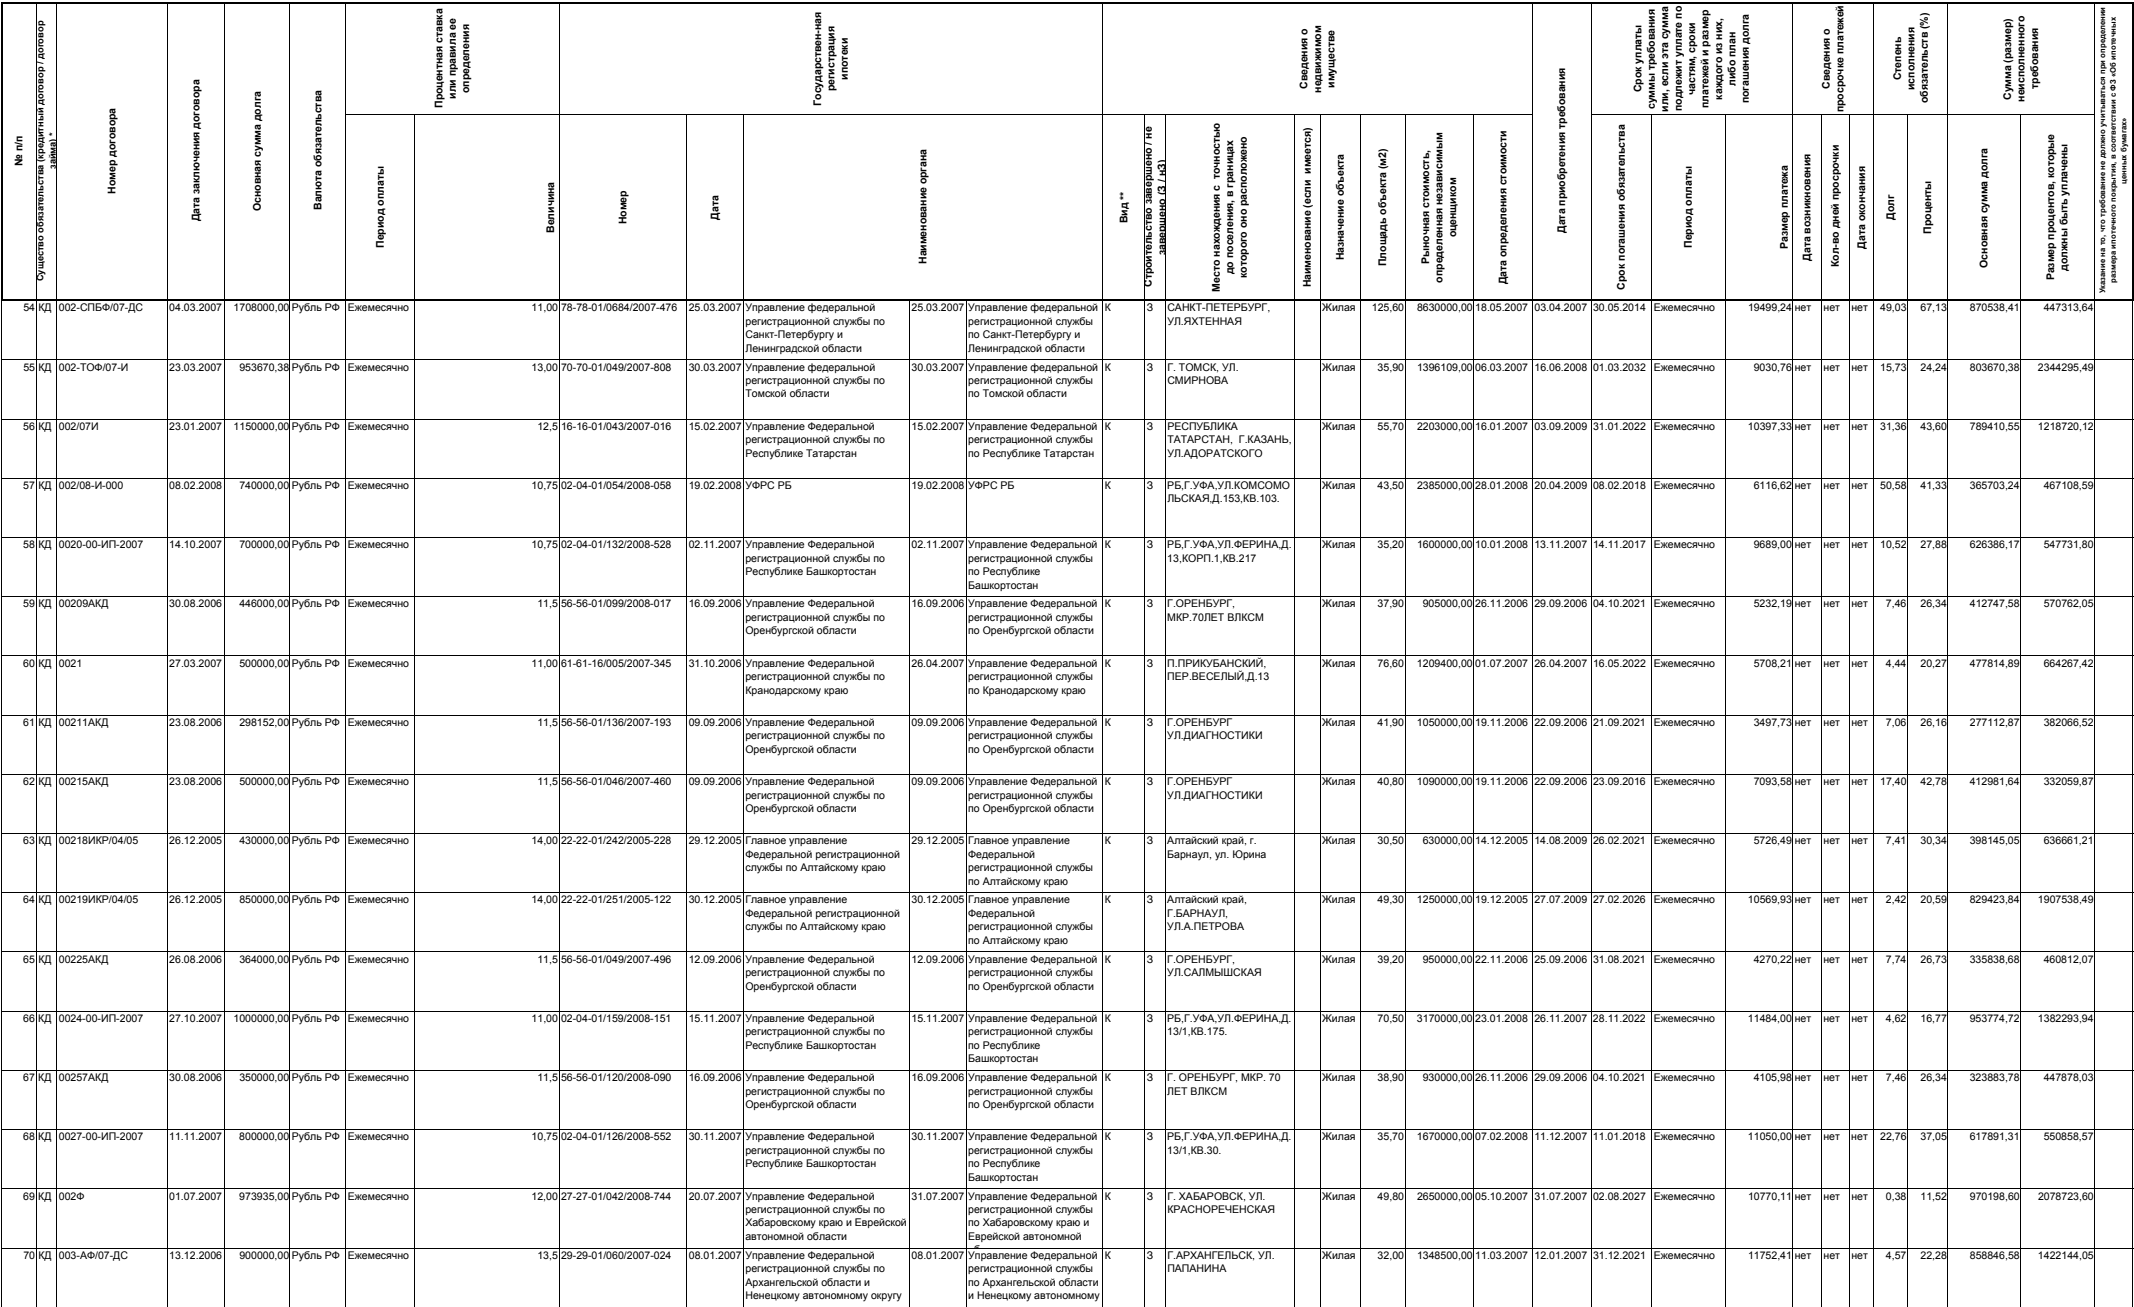 № п/п
Существо обязательства (кредитный договор / договор займа) *
Номер договора
Дата заключения договора
Основная сумма долга
Валюта обязательства
Процентная ставка или правила ее определения
Период оплаты
Величина
Государствен-ная регистрация ипотеки
Номер
Дата
Наименование органа
Сведения о недвижимом имуществе
Вид **
Строительство завершено / не завершено (З / нЗ)
Место нахождения с точностью до поселения, в границах которого оно расположено
Наименование (если имеется)
Назначение объекта
Площадь объекта (м2)
Рыночная стоимость, определенная независимым оценщиком
Дата определения стоимости
Дата приобретения требования
Срок уплаты суммы требования или, если эта сумма подлежит уплате по частям, сроки платежей и размер каждого из них, либо план погашения долга
Срок погашения обязательства
Период оплаты
Размер платежа
Сведения о просрочке платежей
Дата возникновения
Кол-во дней просрочки
Дата окончания
Степень исполнения обязательств (%)
Долг
Проценты
Сумма (размер) неисполненного требования
Основная сумма долга
Размер процентов, которые должны быть уплачены
Указание на то, что требование не должно учитываться при определении размера ипотечного покрытия, в соответствии с ФЗ «Об ипотечных ценных бумагах»
54 КД 002-СПБФ/07-ДС 04.03.2007 1708000,00 Рубль РФ Ежемесячно 11,00 78-78-01/0684/2007-476 25.03.2007 Управление федеральной регистрационной службы по Санкт-Петербургу и Ленинградской области 25.03.2007 Управление федеральной регистрационной службы по Санкт-Петербургу и Ленинградской области К З САНКТ-ПЕТЕРБУРГ, УЛ.ЯХТЕННАЯ Жилая 125,60 8630000,00 18.05.2007 03.04.2007 30.05.2014 Ежемесячно 19499,24 нет нет нет 49,03 67,13 870538,41 447313,64
55 КД 002-ТОФ/07-И 23.03.2007 953670,38 Рубль РФ Ежемесячно 13,00 70-70-01/049/2007-808 30.03.2007 Управление федеральной регистрационной службы по Томской области 30.03.2007 Управление федеральной регистрационной службы по Томской области К З Г. ТОМСК, УЛ. СМИРНОВА Жилая 35,90 1396109,00 06.03.2007 16.06.2008 01.03.2032 Ежемесячно 9030,76 нет нет нет 15,73 24,24 803670,38 2344295,49
56 КД 002/07И 23.01.2007 1150000,00 Рубль РФ Ежемесячно 12,5 16-16-01/043/2007-016 15.02.2007 Управление Федеральной регистрационной службы по Республике Татарстан 15.02.2007 Управление Федеральной регистрационной службы по Республике Татарстан К З РЕСПУБЛИКА ТАТАРСТАН, Г.КАЗАНЬ, УЛ.АДОРАТСКОГО Жилая 55,70 2203000,00 16.01.2007 03.09.2009 31.01.2022 Ежемесячно 10397,33 нет нет нет 31,36 43,60 789410,55 1218720,12
57 КД 002/08-И-000 08.02.2008 740000,00 Рубль РФ Ежемесячно 10,75 02-04-01/054/2008-058 19.02.2008 УФРС РБ 19.02.2008 УФРС РБ К З РБ,Г.УФА,УЛ.КОМСОМО ЛЬСКАЯ,Д.153,КВ.103. Жилая 43,50 2385000,00 28.01.2008 20.04.2009 08.02.2018 Ежемесячно 6116,62 нет нет нет 50,58 41,33 365703,24 467108,59
58 КД 0020-00-ИП-2007 14.10.2007 700000,00 Рубль РФ Ежемесячно 10,75 02-04-01/132/2008-528 02.11.2007 Управление Федеральной регистрационной службы по Республике Башкортостан 02.11.2007 Управление Федеральной регистрационной службы по Республике Башкортостан К З РБ,Г.УФА,УЛ.ФЕРИНА,Д. 13,КОРП.1,КВ.217 Жилая 35,20 1600000,00 10.01.2008 13.11.2007 14.11.2017 Ежемесячно 9689,00 нет нет нет 10,52 27,88 626386,17 547731,80
59 КД 00209АКД 30.08.2006 446000,00 Рубль РФ Ежемесячно 11,5 56-56-01/099/2008-017 16.09.2006 Управление Федеральной регистрационной службы по Оренбургской области 16.09.2006 Управление Федеральной регистрационной службы по Оренбургской области К З Г.ОРЕНБУРГ, МКР.70ЛЕТ ВЛКСМ Жилая 37,90 905000,00 26.11.2006 29.09.2006 04.10.2021 Ежемесячно 5232,19 нет нет нет 7,46 26,34 412747,58 570762,05
60 КД 0021 27.03.2007 500000,00 Рубль РФ Ежемесячно 11,00 61-61-16/005/2007-345 31.10.2006 Управление Федеральной регистрационной службы по Кранодарскому краю 26.04.2007 Управление Федеральной регистрационной службы по Кранодарскому краю К З П.ПРИКУБАНСКИЙ, ПЕР.ВЕСЕЛЫЙ,Д.13 Жилая 76,60 1209400,00 01.07.2007 26.04.2007 16.05.2022 Ежемесячно 5708,21 нет нет нет 4,44 20,27 477814,89 664267,42
61 КД 00211АКД 23.08.2006 298152,00 Рубль РФ Ежемесячно 11,5 56-56-01/136/2007-193 09.09.2006 Управление Федеральной регистрационной службы по Оренбургской области 09.09.2006 Управление Федеральной регистрационной службы по Оренбургской области К З Г.ОРЕНБУРГ УЛ.ДИАГНОСТИКИ Жилая 41,90 1050000,00 19.11.2006 22.09.2006 21.09.2021 Ежемесячно 3497,73 нет нет нет 7,06 26,16 277112,87 382066,52
62 КД 00215АКД 23.08.2006 500000,00 Рубль РФ Ежемесячно 11,5 56-56-01/046/2007-460 09.09.2006 Управление Федеральной регистрационной службы по Оренбургской области 09.09.2006 Управление Федеральной регистрационной службы по Оренбургской области К З Г.ОРЕНБУРГ УЛ.ДИАГНОСТИКИ Жилая 40,80 1090000,00 19.11.2006 22.09.2006 23.09.2016 Ежемесячно 7093,58 нет нет нет 17,40 42,78 412981,64 332059,87
63 КД 00218ИКР/04/05 26.12.2005 430000,00 Рубль РФ Ежемесячно 14,00 22-22-01/242/2005-228 29.12.2005 Главное управление Федеральной регистрационной службы по Алтайскому краю 29.12.2005 Главное управление Федеральной регистрационной службы по Алтайскому краю К З Алтайский край, г. Барнаул, ул. Юрина Жилая 30,50 630000,00 14.12.2005 14.08.2009 26.02.2021 Ежемесячно 5726,49 нет нет нет 7,41 30,34 398145,05 636661,21
64 КД 00219ИКР/04/05 26.12.2005 850000,00 Рубль РФ Ежемесячно 14,00 22-22-01/251/2005-122 30.12.2005 Главное управление Федеральной регистрационной службы по Алтайскому краю 30.12.2005 Главное управление Федеральной регистрационной службы по Алтайскому краю К З Алтайский край, Г.БАРНАУЛ, УЛ.А.ПЕТРОВА Жилая 49,30 1250000,00 19.12.2005 27.07.2009 27.02.2026 Ежемесячно 10569,93 нет нет нет 2,42 20,59 829423,84 1907538,49
65 КД 00225АКД 26.08.2006 364000,00 Рубль РФ Ежемесячно 11,5 56-56-01/049/2007-496 12.09.2006 Управление Федеральной регистрационной службы по Оренбургской области 12.09.2006 Управление Федеральной регистрационной службы по Оренбургской области К З Г.ОРЕНБУРГ, УЛ.САЛМЫШСКАЯ Жилая 39,20 950000,00 22.11.2006 25.09.2006 31.08.2021 Ежемесячно 4270,22 нет нет нет 7,74 26,73 335838,68 460812,07
66 КД 0024-00-ИП-2007 27.10.2007 1000000,00 Рубль РФ Ежемесячно 11,00 02-04-01/159/2008-151 15.11.2007 Управление Федеральной регистрационной службы по Республике Башкортостан 15.11.2007 Управление Федеральной регистрационной службы по Республике Башкортостан К З РБ,Г.УФА,УЛ.ФЕРИНА,Д. 13/1,КВ.175. Жилая 70,50 3170000,00 23.01.2008 26.11.2007 28.11.2022 Ежемесячно 11484,00 нет нет нет 4,62 16,77 953774,72 1382293,94
67 КД 00257АКД 30.08.2006 350000,00 Рубль РФ Ежемесячно 11,5 56-56-01/120/2008-090 16.09.2006 Управление Федеральной регистрационной службы по Оренбургской области 16.09.2006 Управление Федеральной регистрационной службы по Оренбургской области К З Г. ОРЕНБУРГ, МКР. 70 ЛЕТ ВЛКСМ Жилая 38,90 930000,00 26.11.2006 29.09.2006 04.10.2021 Ежемесячно 4105,98 нет нет нет 7,46 26,34 323883,78 447878,03
68 КД 0027-00-ИП-2007 11.11.2007 800000,00 Рубль РФ Ежемесячно 10,75 02-04-01/126/2008-552 30.11.2007 Управление Федеральной регистрационной службы по Республике Башкортостан 30.11.2007 Управление Федеральной регистрационной службы по Республике Башкортостан К З РБ,Г.УФА,УЛ.ФЕРИНА,Д. 13/1,КВ.30. Жилая 35,70 1670000,00 07.02.2008 11.12.2007 11.01.2018 Ежемесячно 11050,00 нет нет нет 22,76 37,05 617891,31 550858,57
69 КД 002Ф 01.07.2007 973935,00 Рубль РФ Ежемесячно 12,00 27-27-01/042/2008-744 20.07.2007 Управление Федеральной регистрационной службы по Хабаровскому краю и Еврейской автономной области 31.07.2007 Управление Федеральной регистрационной службы по Хабаровскому краю и Еврейской автономной К З Г. ХАБАРОВСК, УЛ. КРАСНОРЕЧЕНСКАЯ Жилая 49,80 2650000,00 05.10.2007 31.07.2007 02.08.2027 Ежемесячно 10770,11 нет нет нет 0,38 11,52 970198,60 2078723,60
70 КД 003-АФ/07-ДС 13.12.2006 900000,00 Рубль РФ Ежемесячно 13,5 29-29-01/060/2007-024 08.01.2007 Управление Федеральной регистрационной службы по Архангельской области и Ненецкому автономному округу 08.01.2007 Управление Федеральной регистрационной службы по Архангельской области и Ненецкому автономному К З Г.АРХАНГЕЛЬСК, УЛ. ПАПАНИНА Жилая 32,00 1348500,00 11.03.2007 12.01.2007 31.12.2021 Ежемесячно 11752,41 нет нет нет 4,57 22,28 858846,58 1422144,05